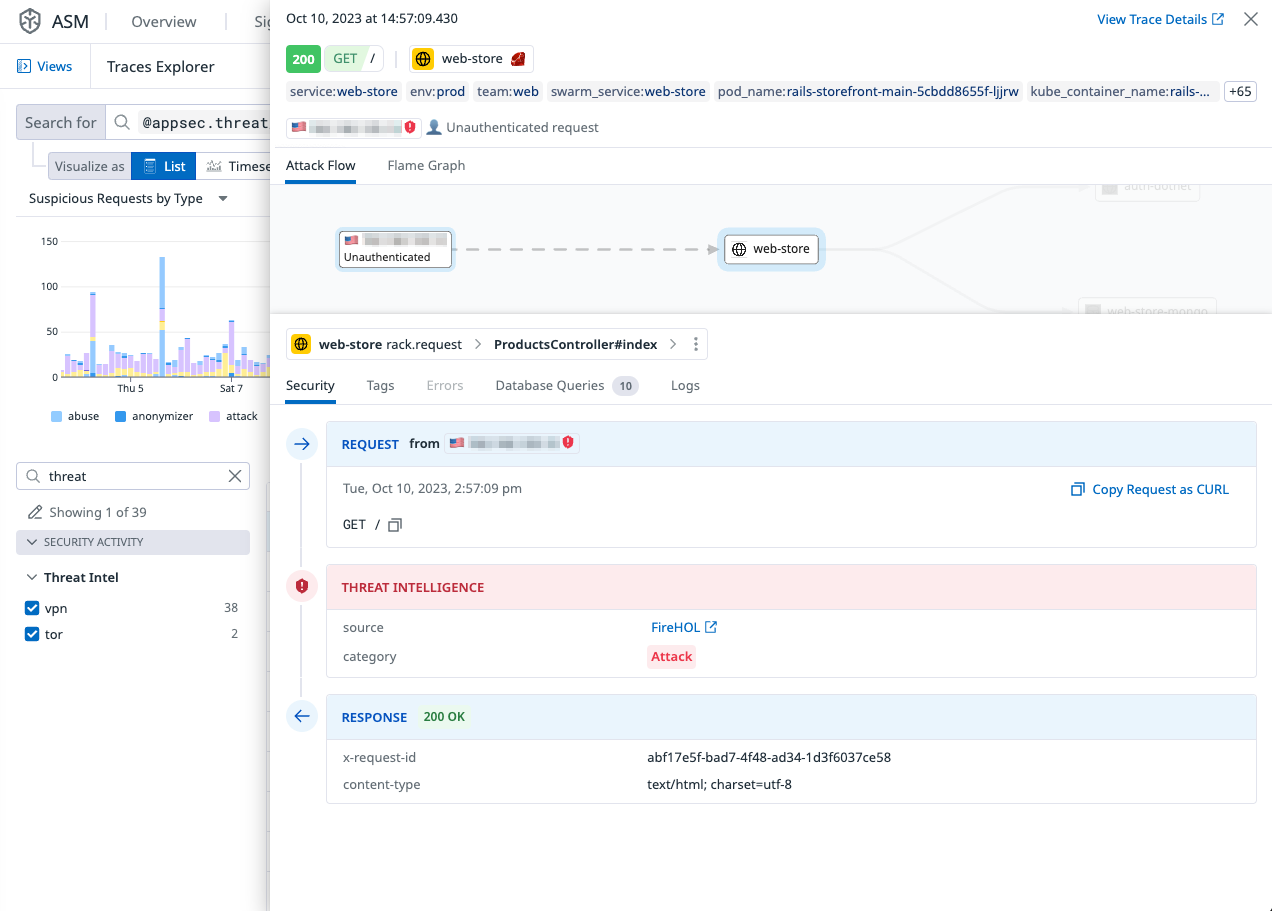 ASM
Overview
Views
Traces Explorer
Search for
@appsec.threat
Visualize as
List
Suspicious Requests by Type
150
100
50
0
Thu 5
Sat 7
abuse
anonymizer
attack
threat
Showing 1 of 39
SECURITY ACTIVITY
Threat Intel
vpn 38
tor 2
Oct 10, 2023 at 14:57:09.430
View Trace Details
200 GET / web-store
service:web-store env:prod team:web swarm_service:web-store pod_name:rails-storefront-main-5cbdd8655f-ljjrw kube_container_name:rails-... +65
Unauthenticated request
Attack Flow Flame Graph
auth-dotnet
Unauthenticated
web-store
web-store-mongo
web-store rack.request ProductsController#index
Security Tags Errors Database Queries 10 Logs
REQUEST from
Tue, Oct 10, 2023, 2:57:09 pm
Copy Request as CURL
GET /
THREAT INTELLIGENCE
source FireHOL
category Attack
RESPONSE 200 OK
x-request-id abf17e5f-bad7-4f48-ad34-1d3f6037ce58
content-type text/html; charset=utf-8